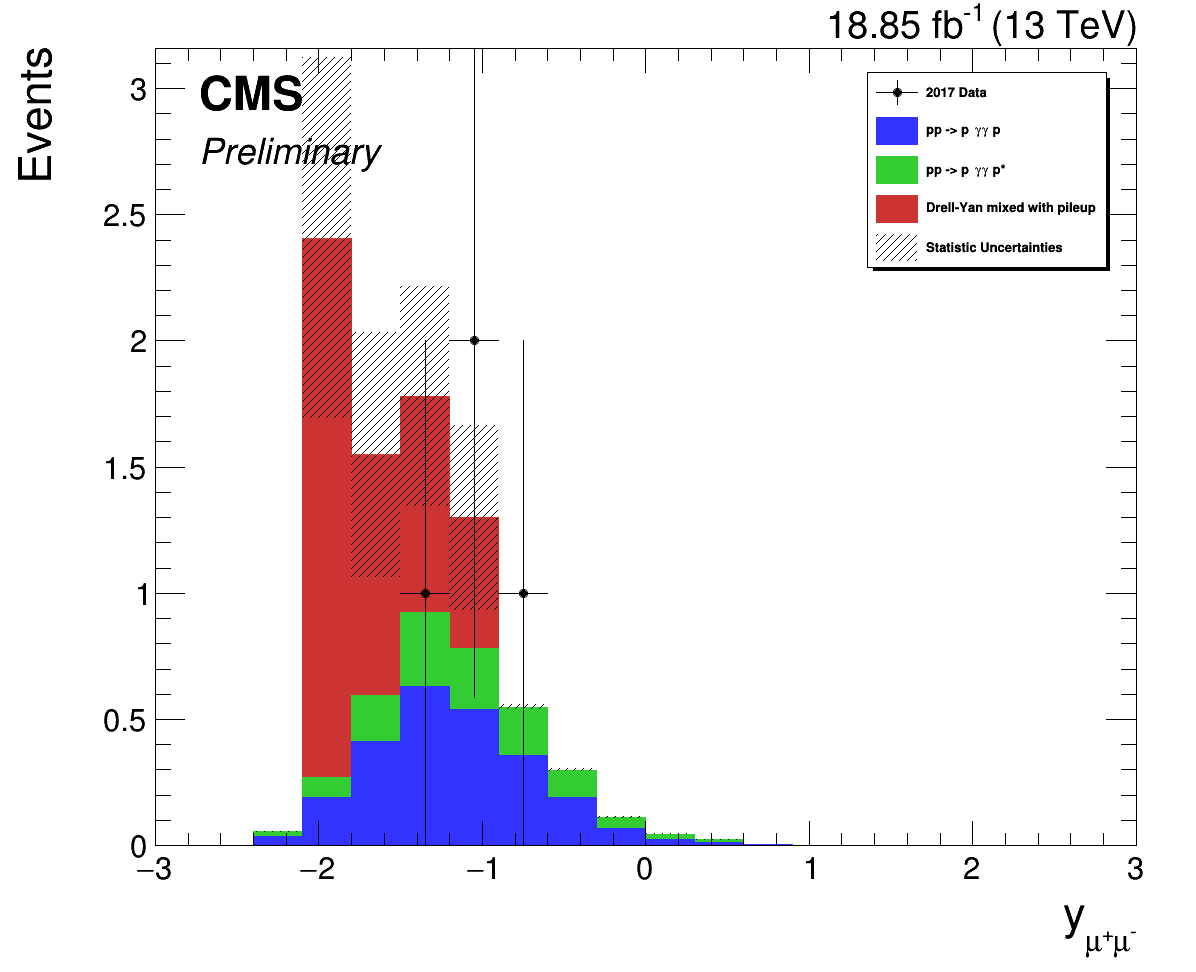 18.85 fb⁻¹ (13 TeV)
Events
CMS
Preliminary
2017 Data
pp -> p γγ p
pp -> p γγ p*
Drell-Yan mixed with pileup
Statistic Uncertainties
3
2.5
2
1.5
1
0.5
0
−3 −2 −1 0 1 2 3
y_μ⁺μ⁻